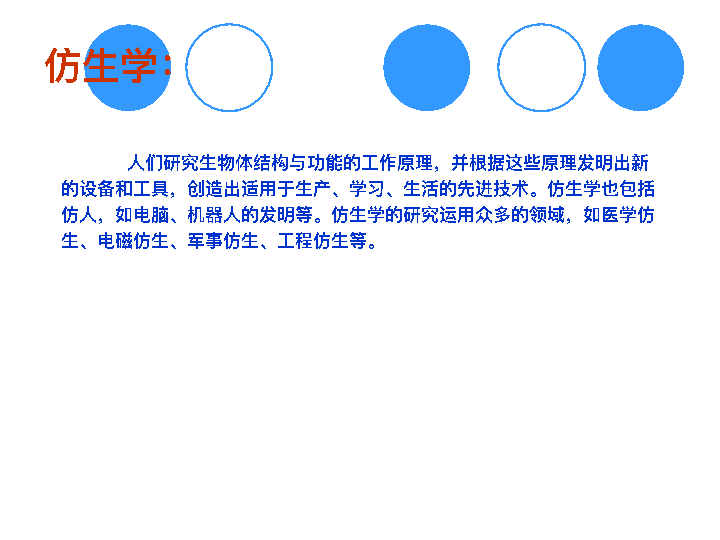 仿生学：
人们研究生物体结构与功能的工作原理，并根据这些原理发明出新
的设备和工具，创造出适用于生产、学习、生活的先进技术。仿生学也包括
仿人，如电脑、机器人的发明等。仿生学的研究运用众多的领域，如医学仿
生、电磁仿生、军事仿生、工程仿生等。